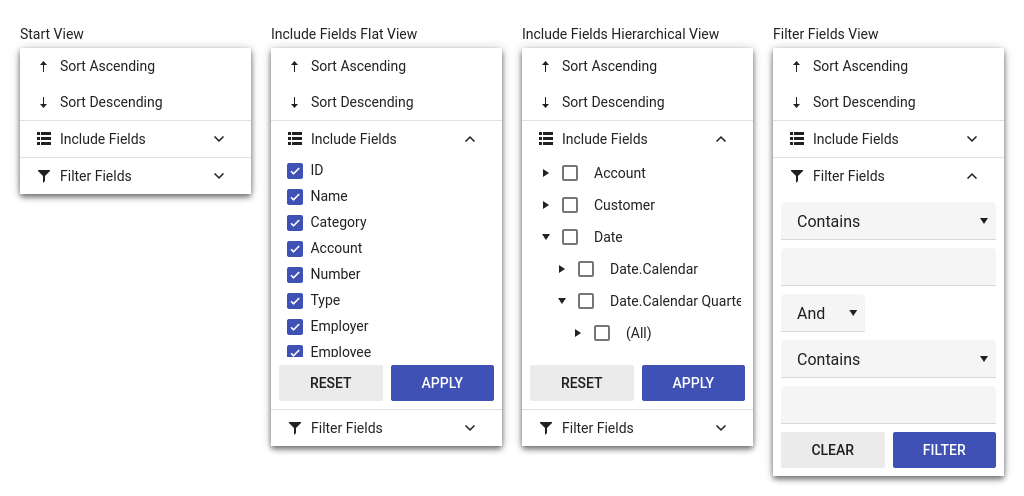 Start View
Sort Ascending
Sort Descending
Include Fields
Filter Fields
Include Fields Flat View
Sort Ascending
Sort Descending
Include Fields
ID
Name
Category
Account
Number
Type
Employer
Employee
RESET APPLY
Filter Fields
Include Fields Hierarchical View
Sort Ascending
Sort Descending
Include Fields
Account
Customer
Date
Date.Calendar
Date.Calendar Quarte
(All)
RESET APPLY
Filter Fields
Filter Fields View
Sort Ascending
Sort Descending
Include Fields
Filter Fields
Contains
And
Contains
CLEAR FILTER